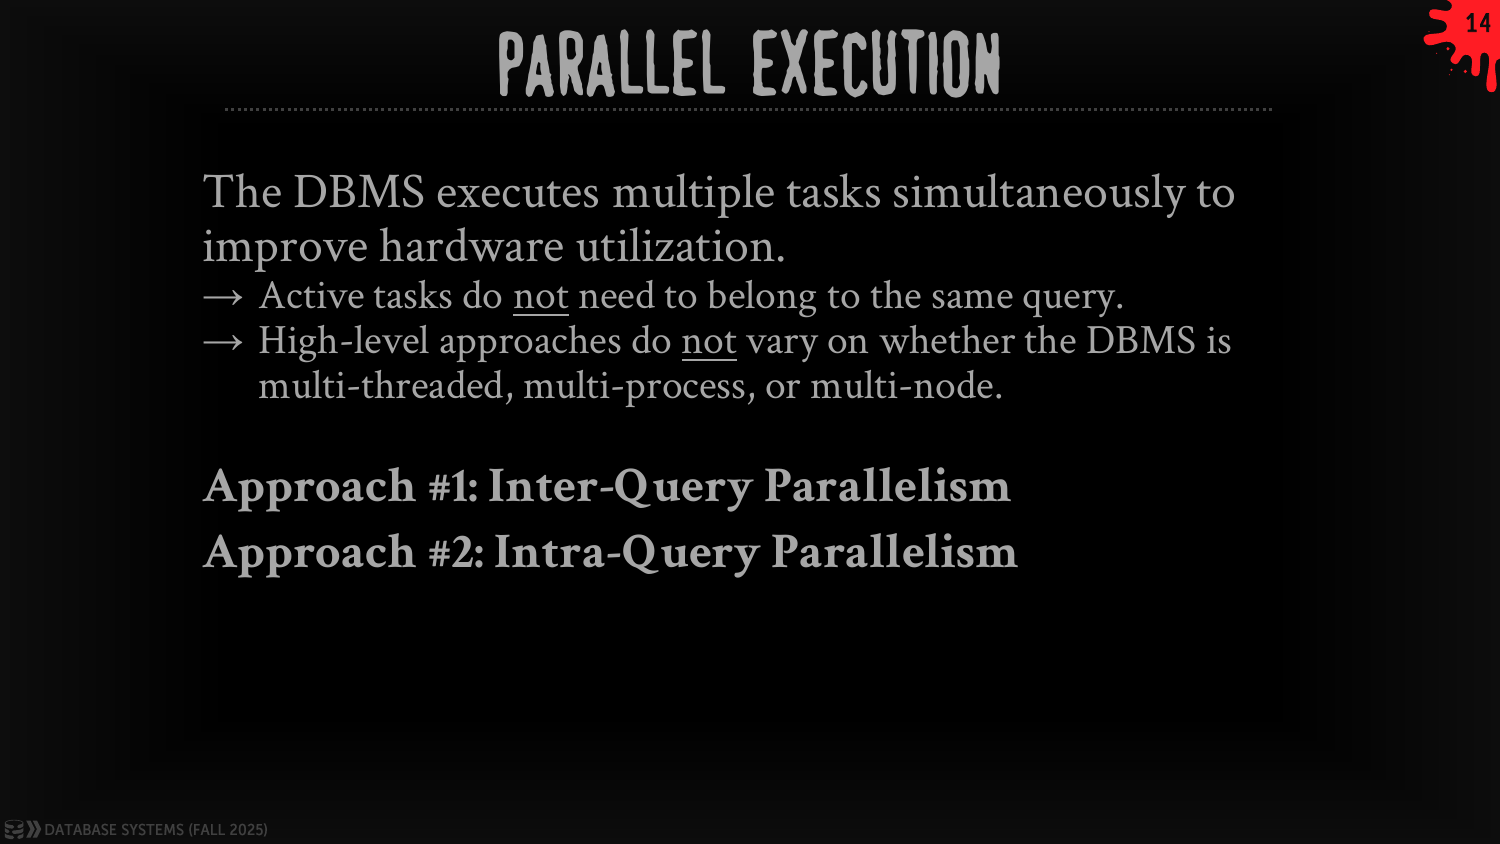 PARALLEL EXECUTION
14
The DBMS executes multiple tasks simultaneously to
improve hardware utilization.
→ Active tasks do not need to belong to the same query.
→ High-level approaches do not vary on whether the DBMS is
multi-threaded, multi-process, or multi-node.
Approach #1: Inter-Query Parallelism
Approach #2: Intra-Query Parallelism
DATABASE SYSTEMS (FALL 2025)